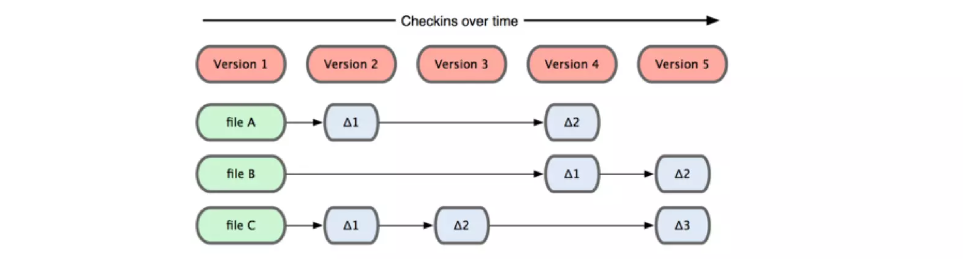 Checkins over time
Version 1 Version 2 Version 3 Version 4 Version 5
file A Δ1 Δ2
file B Δ1 Δ2
file C Δ1 Δ2 Δ3